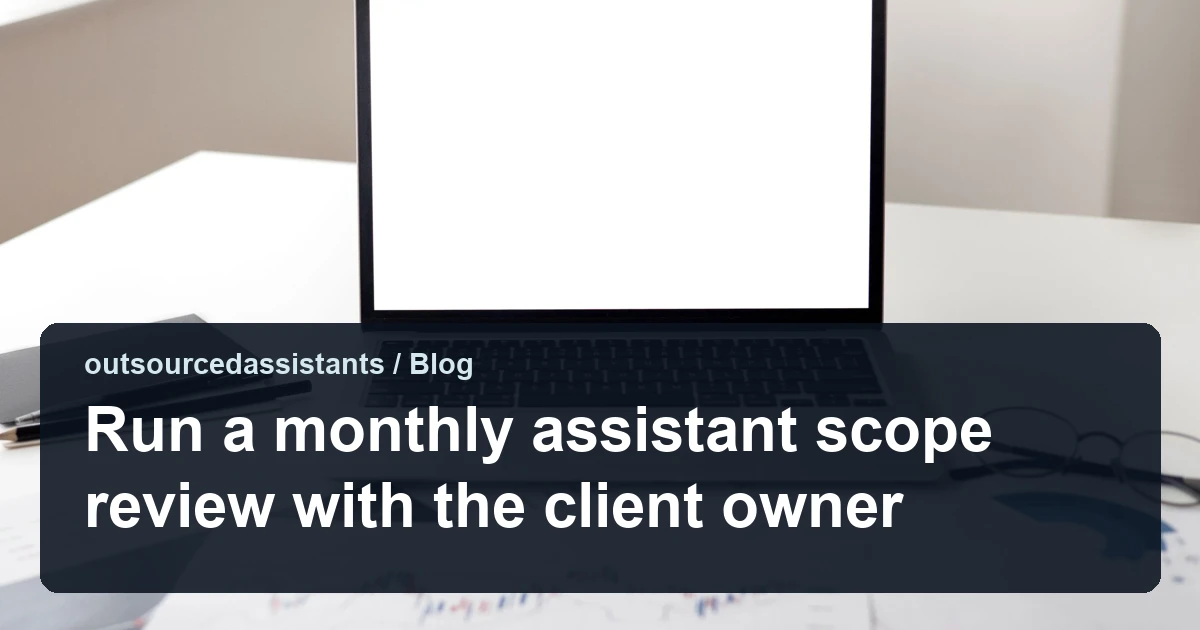 outsourcedassistants / Blog
Run a monthly assistant scope
review with the client owner